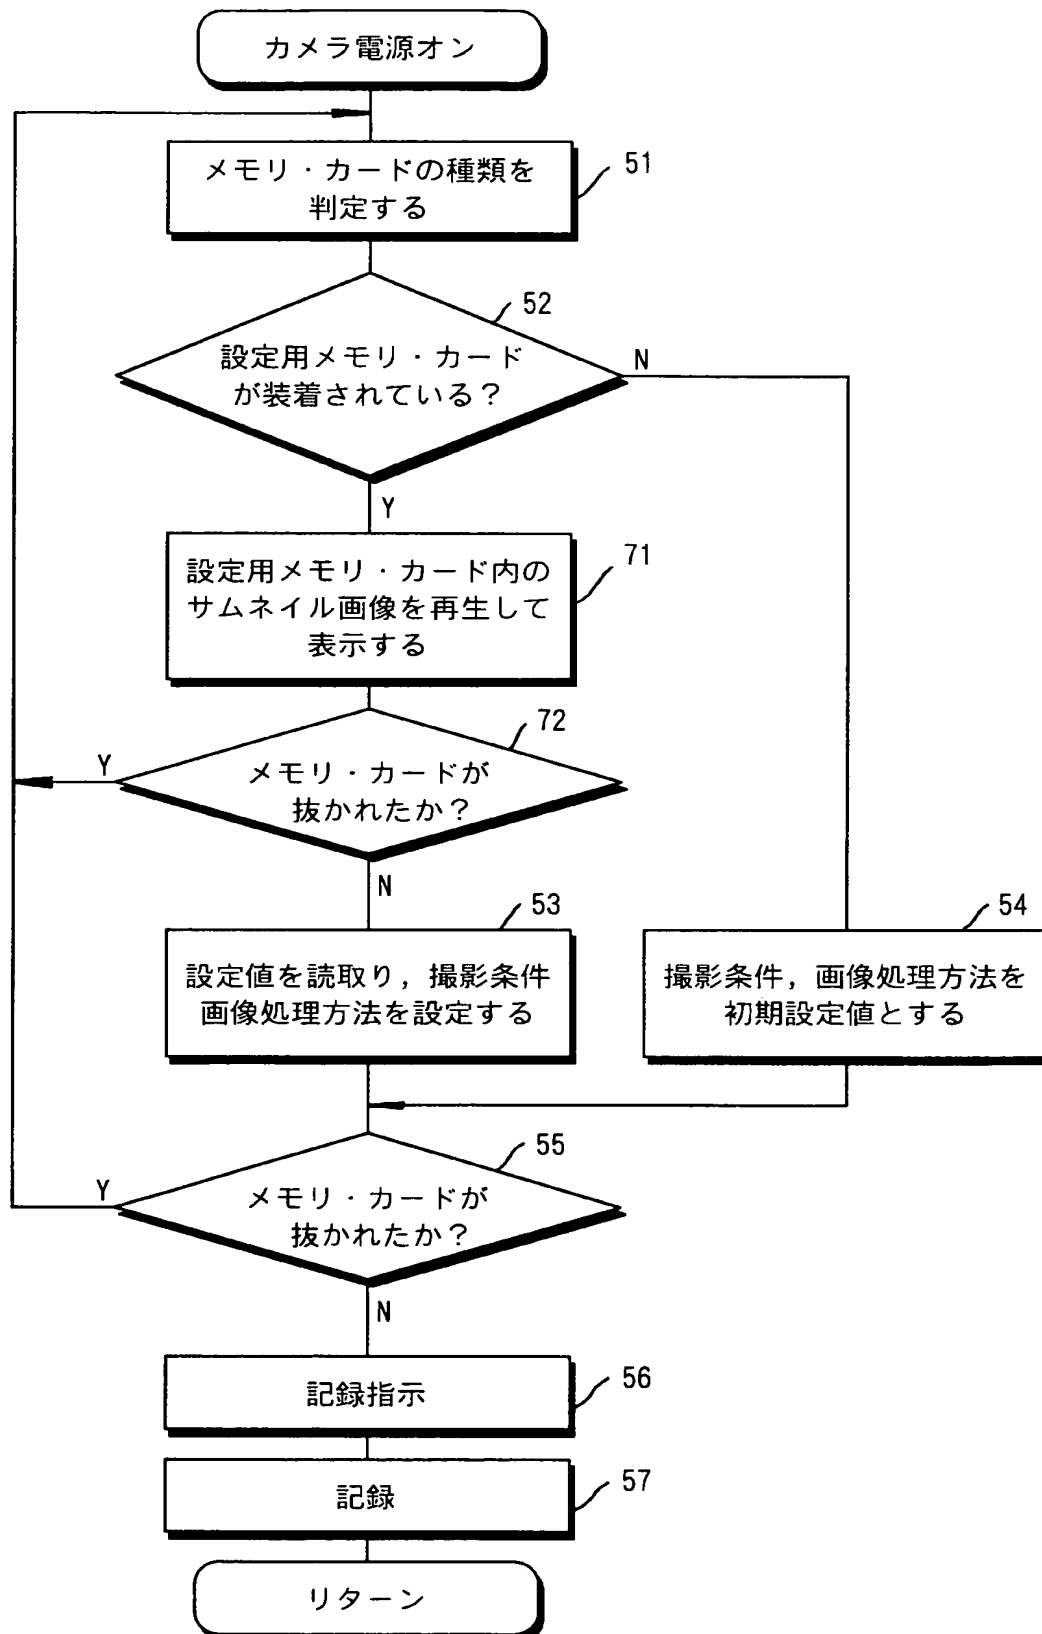 カメラ電源オン
メモリ・カードの種類を
判定する
51
52
設定用メモリ・カード
が装着されている？
N
Y
設定用メモリ・カード内の
サムネイル画像を再生して
表示する
71
72
メモリ・カードが
抜かれたか？
Y
N
53
設定値を読取り，撮影条件
画像処理方法を設定する
54
撮影条件，画像処理方法を
初期設定値とする
55
メモリ・カードが
抜かれたか？
Y
N
記録指示
56
記録
57
リターン